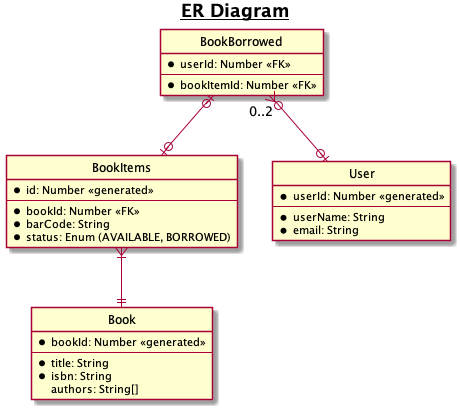 ER Diagram
BookBorrowed
userId: Number «FK»
bookItemId: Number «FK»
0..2
BookItems
id: Number «generated»
bookId: Number «FK»
barCode: String
status: Enum (AVAILABLE, BORROWED)
User
userId: Number «generated»
userName: String
email: String
Book
bookId: Number «generated»
title: String
isbn: String
authors: String[]